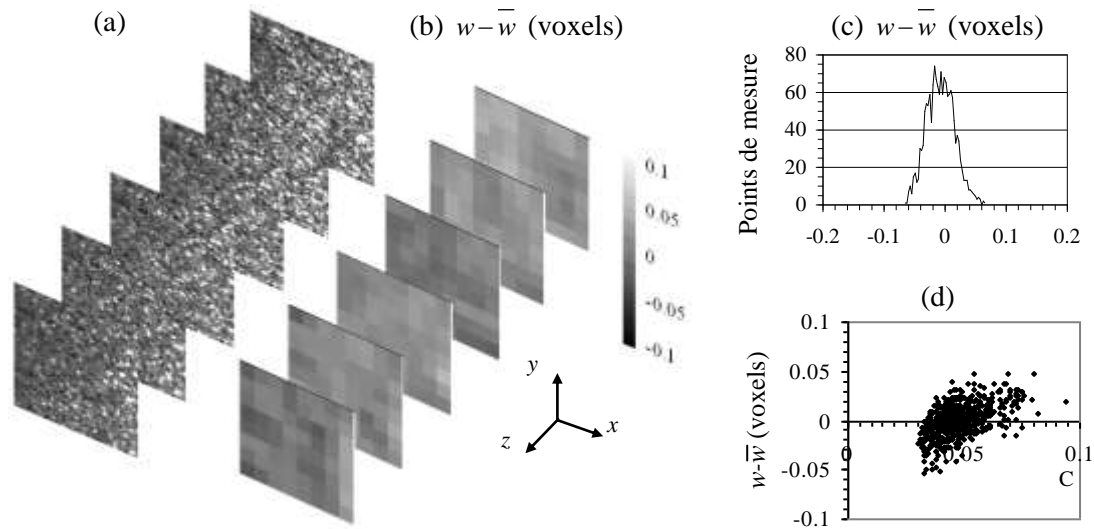 (a)
(b) w – w̅ (voxels)
0.1
0.05
0
-0.05
-0.1
y
x
z
(c) w – w̅ (voxels)
Points de mesure
80
60
40
20
0
-0.2 -0.1 0 0.1 0.2
(d)
w-w̅ (voxels)
0.1
0.05
0
-0.05
-0.1
0 0.05 0.1
C